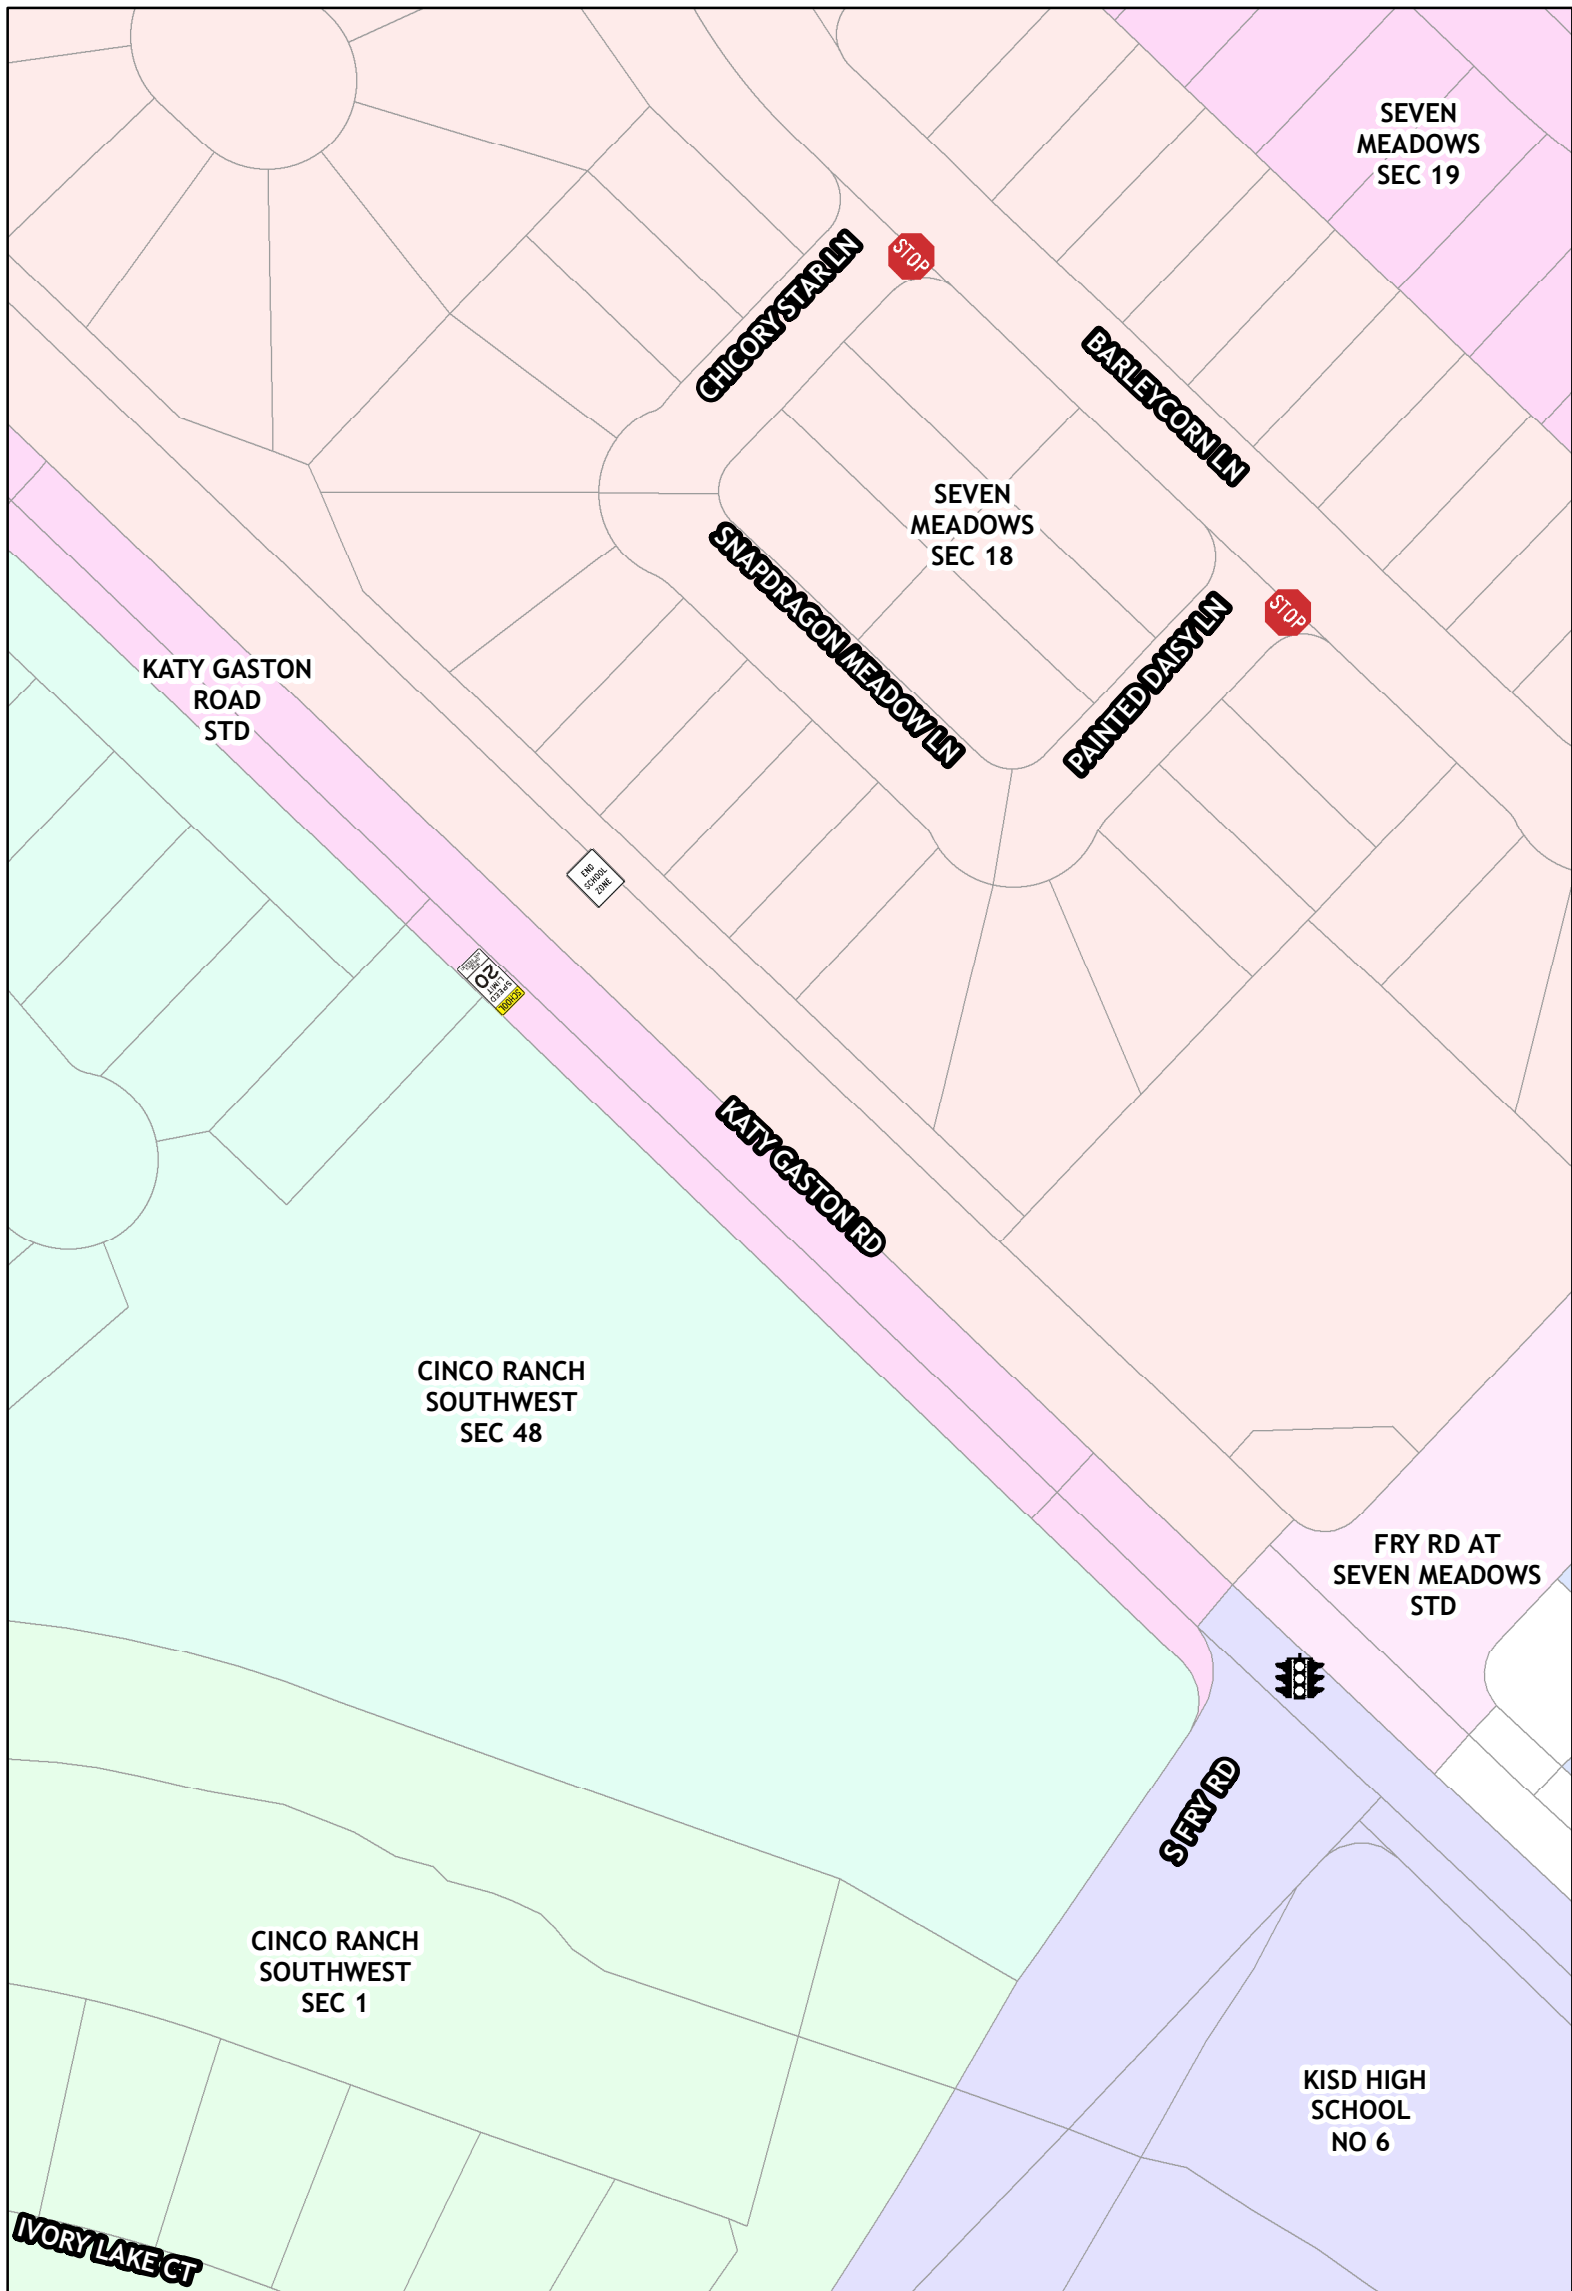 SEVEN
MEADOWS
SEC 19
CHICORY STAR LN
STOP
BARLEYCORN LN
SEVEN
MEADOWS
SEC 18
SNAPDRAGON MEADOW LN
STOP
PAINTED DAISY LN
KATY GASTON
ROAD
STD
END
SCHOOL
ZONE
SCHOOL
SPEED
LIMIT
20
KATY GASTON RD
CINCO RANCH
SOUTHWEST
SEC 48
FRY RD AT
SEVEN MEADOWS
STD
S FRY RD
CINCO RANCH
SOUTHWEST
SEC 1
KISD HIGH
SCHOOL
NO 6
IVORY LAKE CT